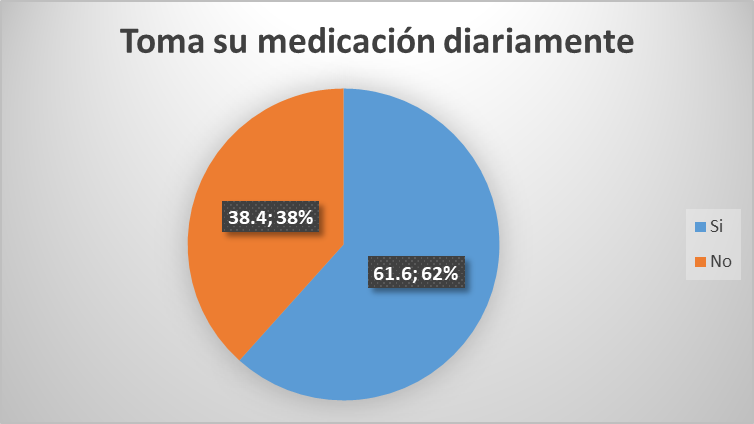 Toma su medicación diariamente
38.4; 38%
61.6; 62%
Si
No